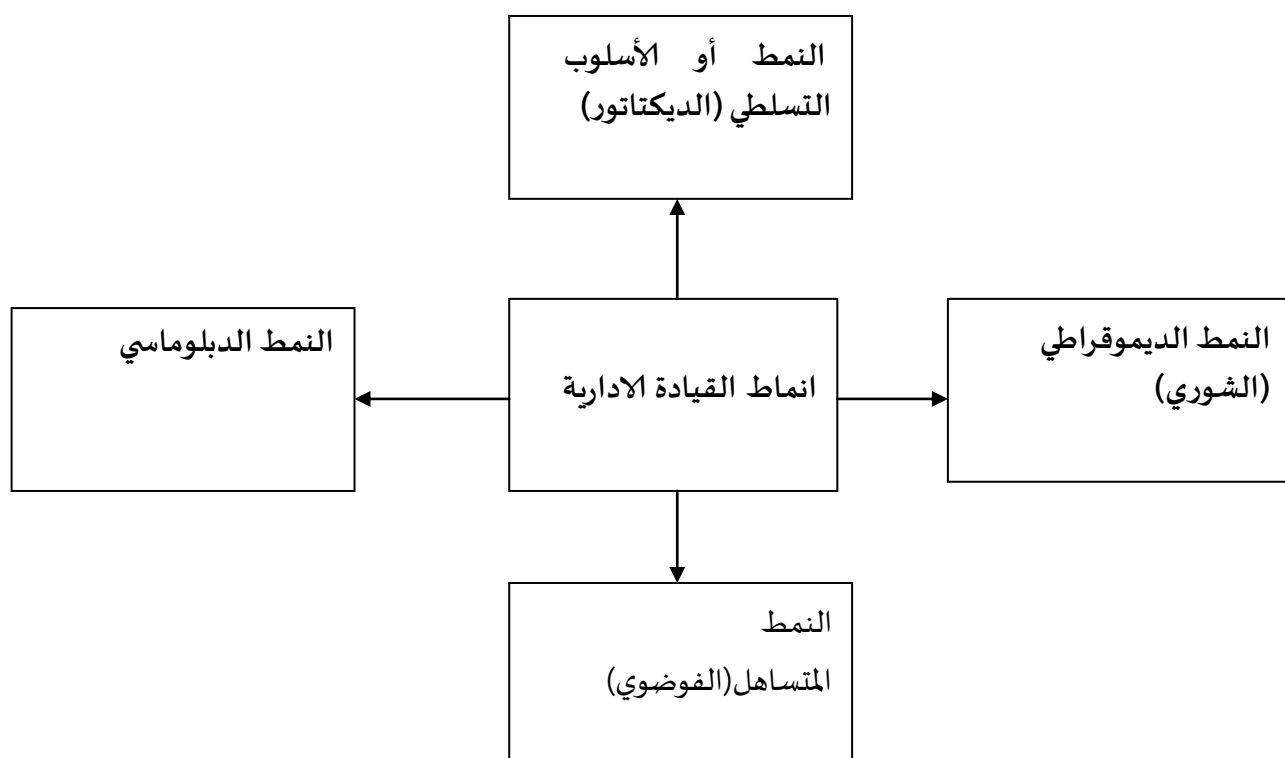 النمط أو الأسلوب
التسلطي (الديكتاتور)
النمط الديموقراطي
(الشوري)
انماط القيادة الادارية
النمط الدبلوماسي
النمط
المتساهل(الفوضوي)